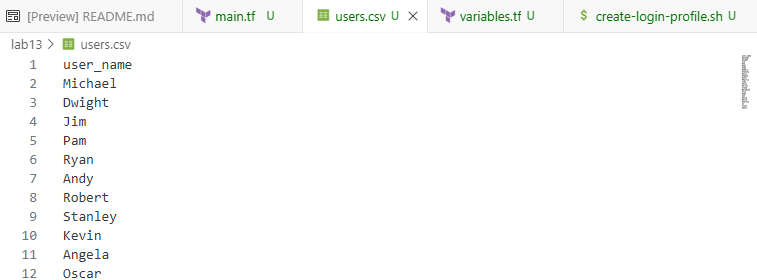 [Preview] README.md
main.tf U
users.csv U
variables.tf U
$ create-login-profile.sh U
lab13 > users.csv
1 user_name
2 Michael
3 Dwight
4 Jim
5 Pam
6 Ryan
7 Andy
8 Robert
9 Stanley
10 Kevin
11 Angela
12 Oscar